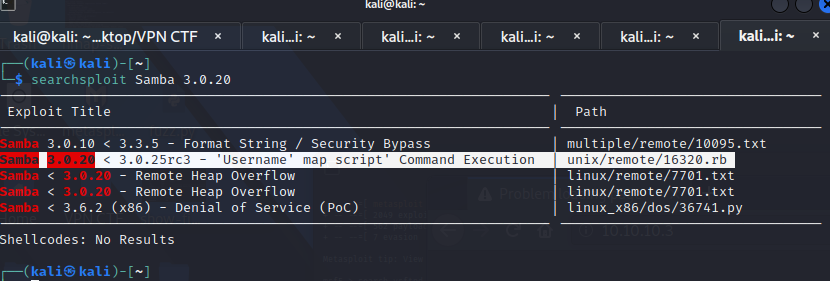 kali@kali: ~
kali@kali: ~...ktop/VPN CTF × kali...i: ~ × kali...i: ~ × kali...i: ~ × kali...i: ~ × kali...i: ~ ×
┌──(kali㉿kali)-[~]
└─$ searchsploit Samba 3.0.20
Exploit Title | Path
Samba 3.0.10 < 3.3.5 - Format String / Security Bypass | multiple/remote/10095.txt
Samba 3.0.20 < 3.0.25rc3 - 'Username' map script' Command Execution | unix/remote/16320.rb
Samba < 3.0.20 - Remote Heap Overflow | linux/remote/7701.txt
Samba < 3.0.20 - Remote Heap Overflow | linux/remote/7701.txt
Samba < 3.6.2 (x86) - Denial of Service (PoC) | linux_x86/dos/36741.py
Shellcodes: No Results
┌──(kali㉿kali)-[~]
10.10.10.3